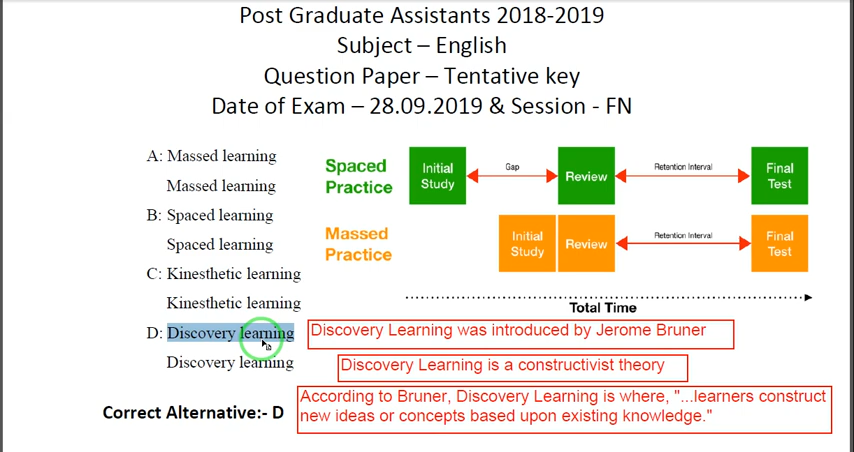 Post Graduate Assistants 2018-2019
Subject – English
Question Paper – Tentative key
Date of Exam – 28.09.2019 & Session - FN
A: Massed learning
Massed learning
B: Spaced learning
Spaced learning
C: Kinesthetic learning
Kinesthetic learning
D: Discovery learning
Discovery learning
Correct Alternative:- D
Spaced
Practice
Initial
Study
Gap
Review
Retention Interval
Final
Test
Massed
Practice
Initial
Study
Review
Retention Interval
Final
Test
Total Time
Discovery Learning was introduced by Jerome Bruner
Discovery Learning is a constructivist theory
According to Bruner, Discovery Learning is where, "...learners construct
new ideas or concepts based upon existing knowledge."